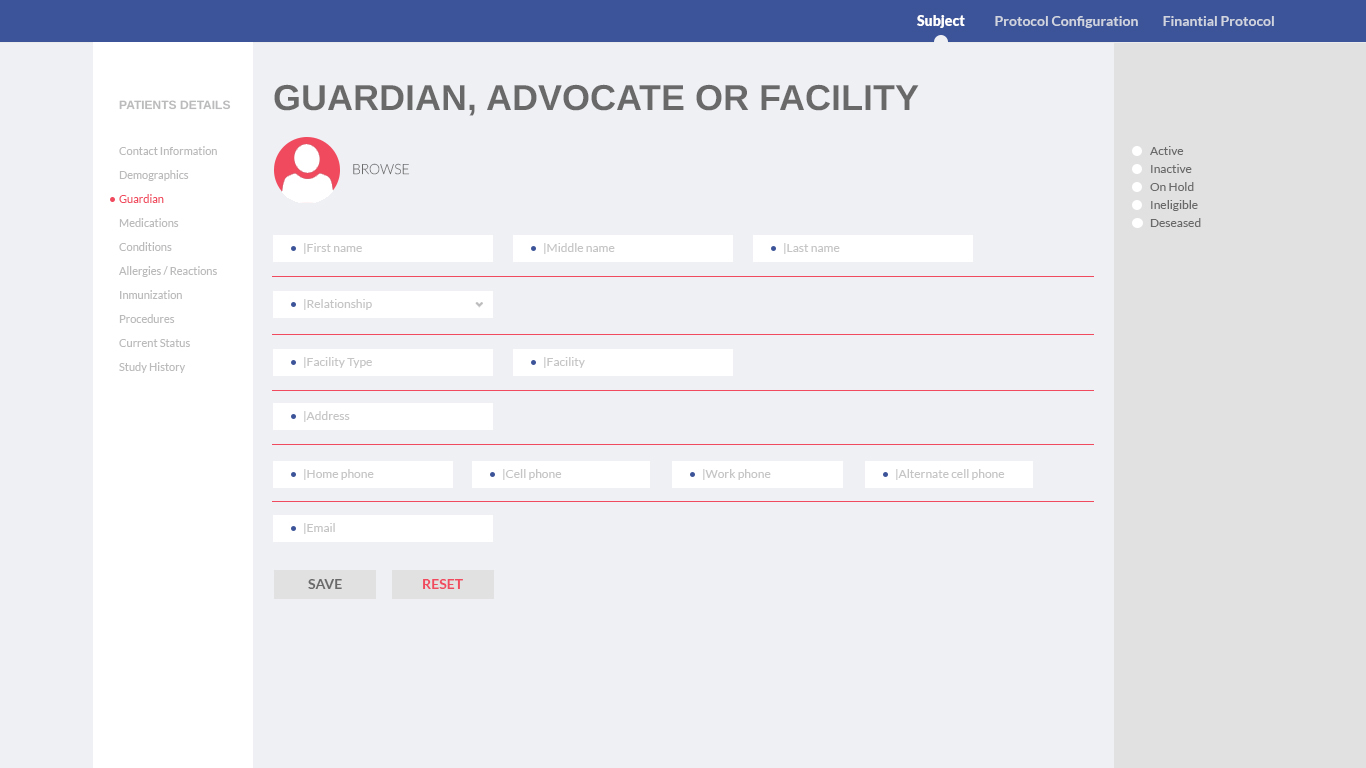 Subject Protocol Configuration Finantial Protocol
PATIENTS DETAILS
Contact Information
Demographics
Guardian
Medications
Conditions
Allergies / Reactions
Inmunization
Procedures
Current Status
Study History
GUARDIAN, ADVOCATE OR FACILITY
BROWSE
|First name |Middle name |Last name
|Relationship
|Facility Type |Facility
|Address
|Home phone |Cell phone |Work phone |Alternate cell phone
|Email
SAVE RESET
Active
Inactive
On Hold
Ineligible
Deseased